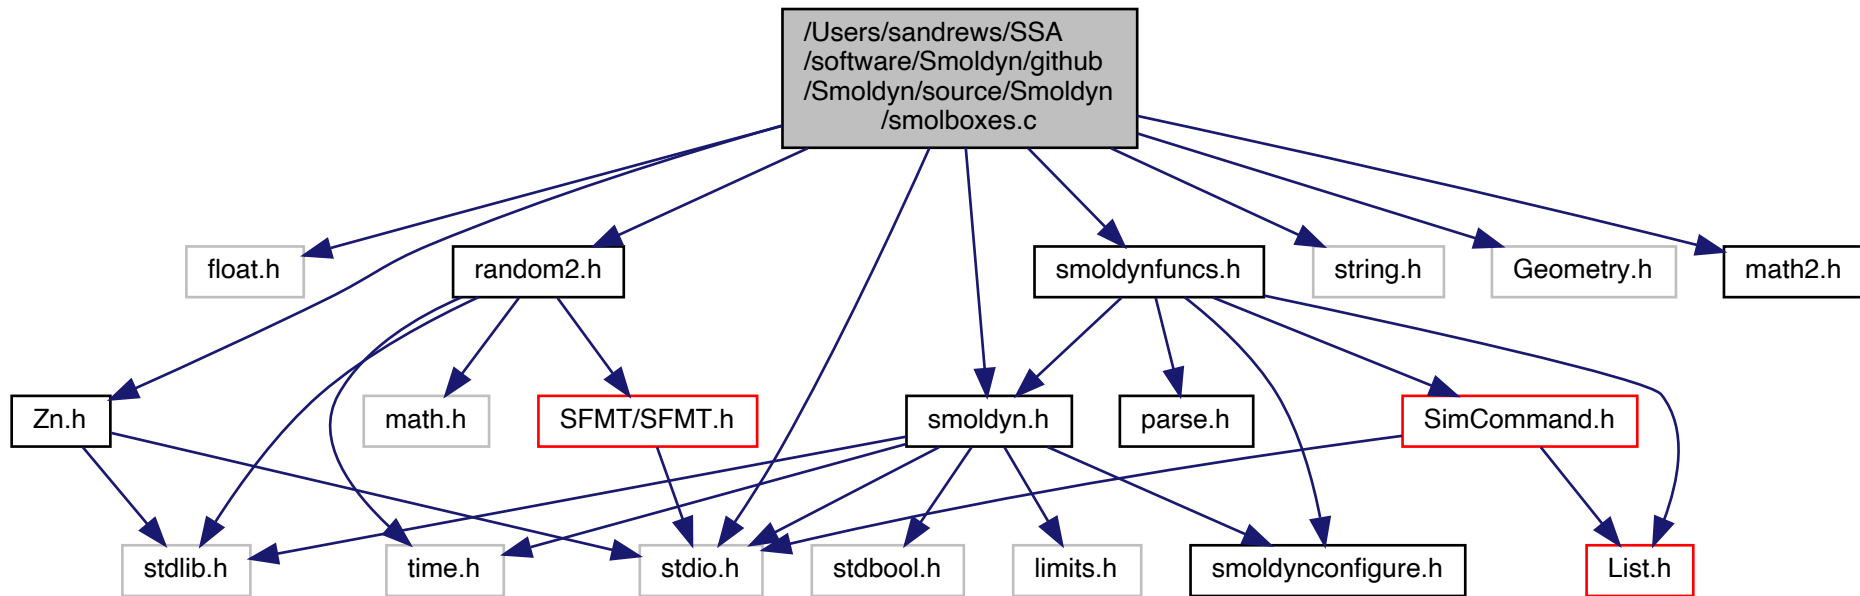 /Users/sandrews/SSA
/software/Smoldyn/github
/Smoldyn/source/Smoldyn
/smolboxes.c
float.h
random2.h
smoldynfuncs.h
string.h
Geometry.h
math2.h
Zn.h
math.h
SFMT/SFMT.h
smoldyn.h
parse.h
SimCommand.h
stdlib.h
time.h
stdio.h
stdbool.h
limits.h
smoldynconfigure.h
List.h